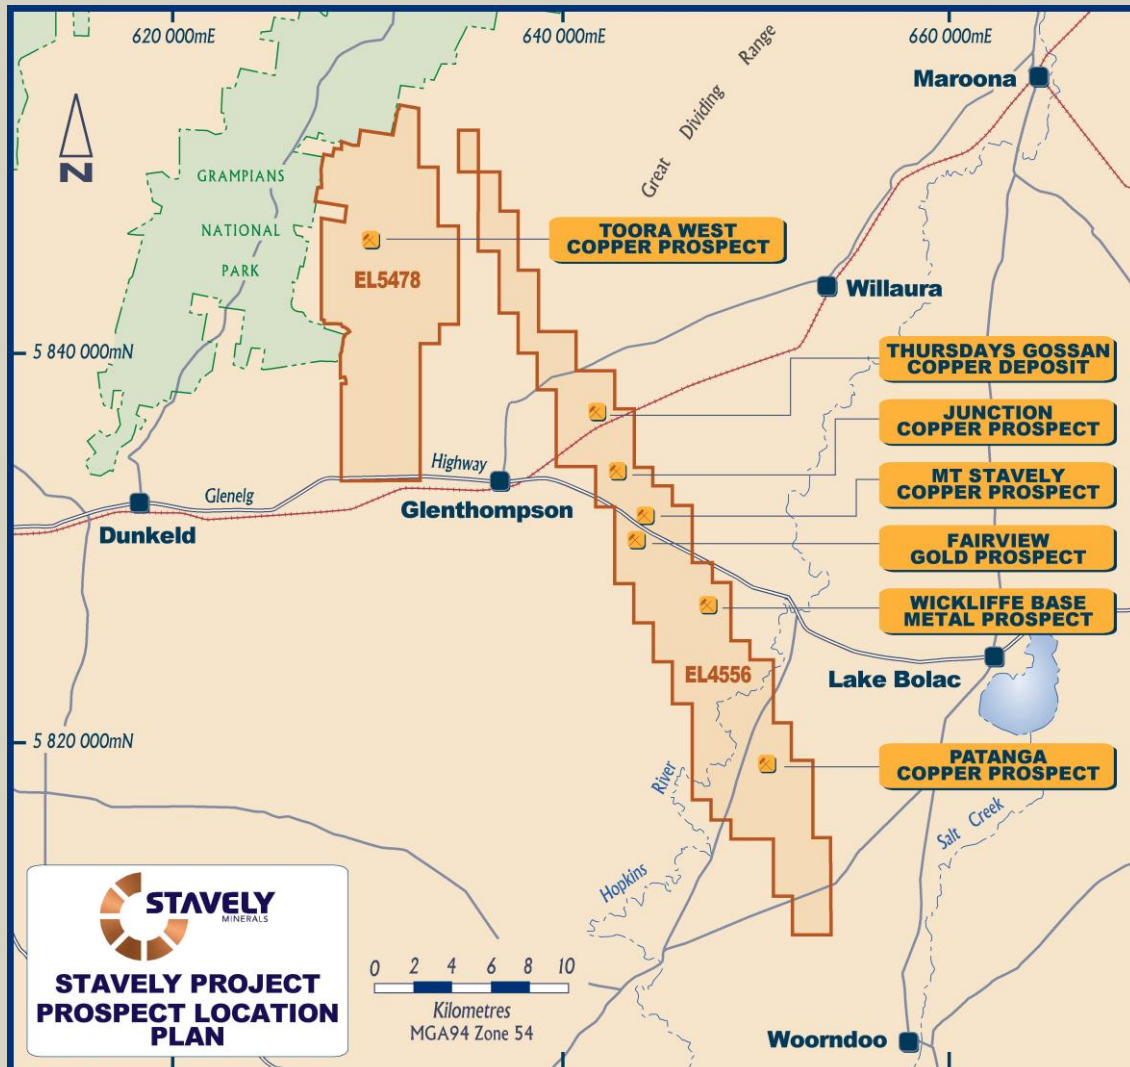 620 000mE
640 000mE
660 000mE
Maroona
Great Dividing Range
N
GRAMPIANS
NATIONAL
PARK
TOORA WEST
COPPER PROSPECT
EL5478
Willaura
5 840 000mN
THURSDAYS GOSSAN
COPPER DEPOSIT
JUNCTION
COPPER PROSPECT
Highway
Glenelg
MT STAVELY
COPPER PROSPECT
Glenthompson
Dunkeld
FAIRVIEW
GOLD PROSPECT
WICKLIFFE BASE
METAL PROSPECT
EL4556
Lake Bolac
5 820 000mN
PATANGA
COPPER PROSPECT
River
Hopkins
Salt Creek
STAVELY
MINERALS
STAVELY PROJECT
PROSPECT LOCATION
PLAN
0 2 4 6 8 10
Kilometres
MGA94 Zone 54
Woorndoo